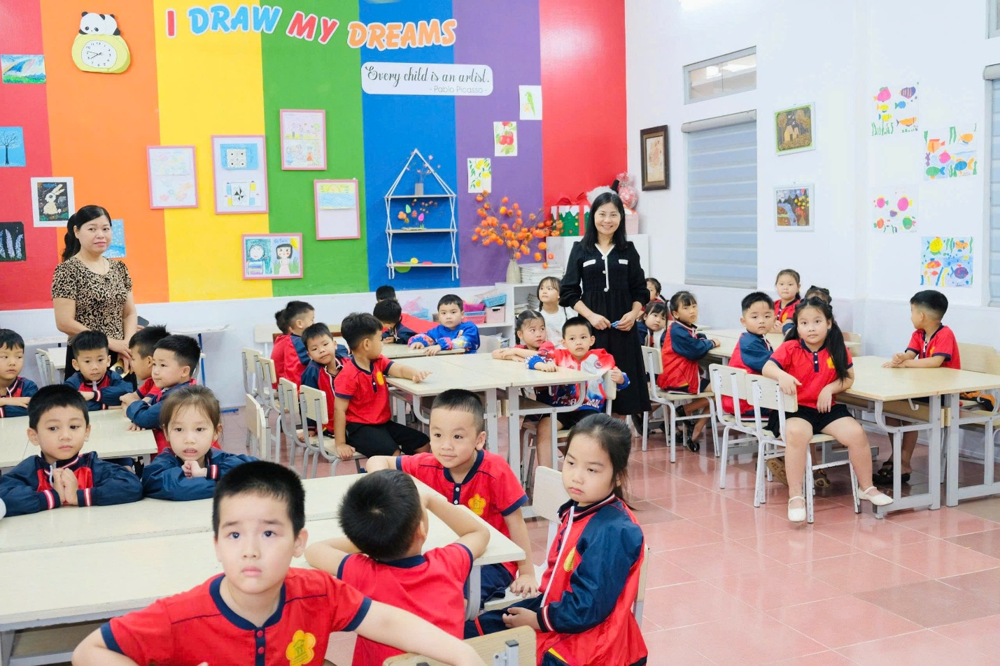 I DRAW MY DREAMS
Every child is an artist.
- Pablo Picasso -